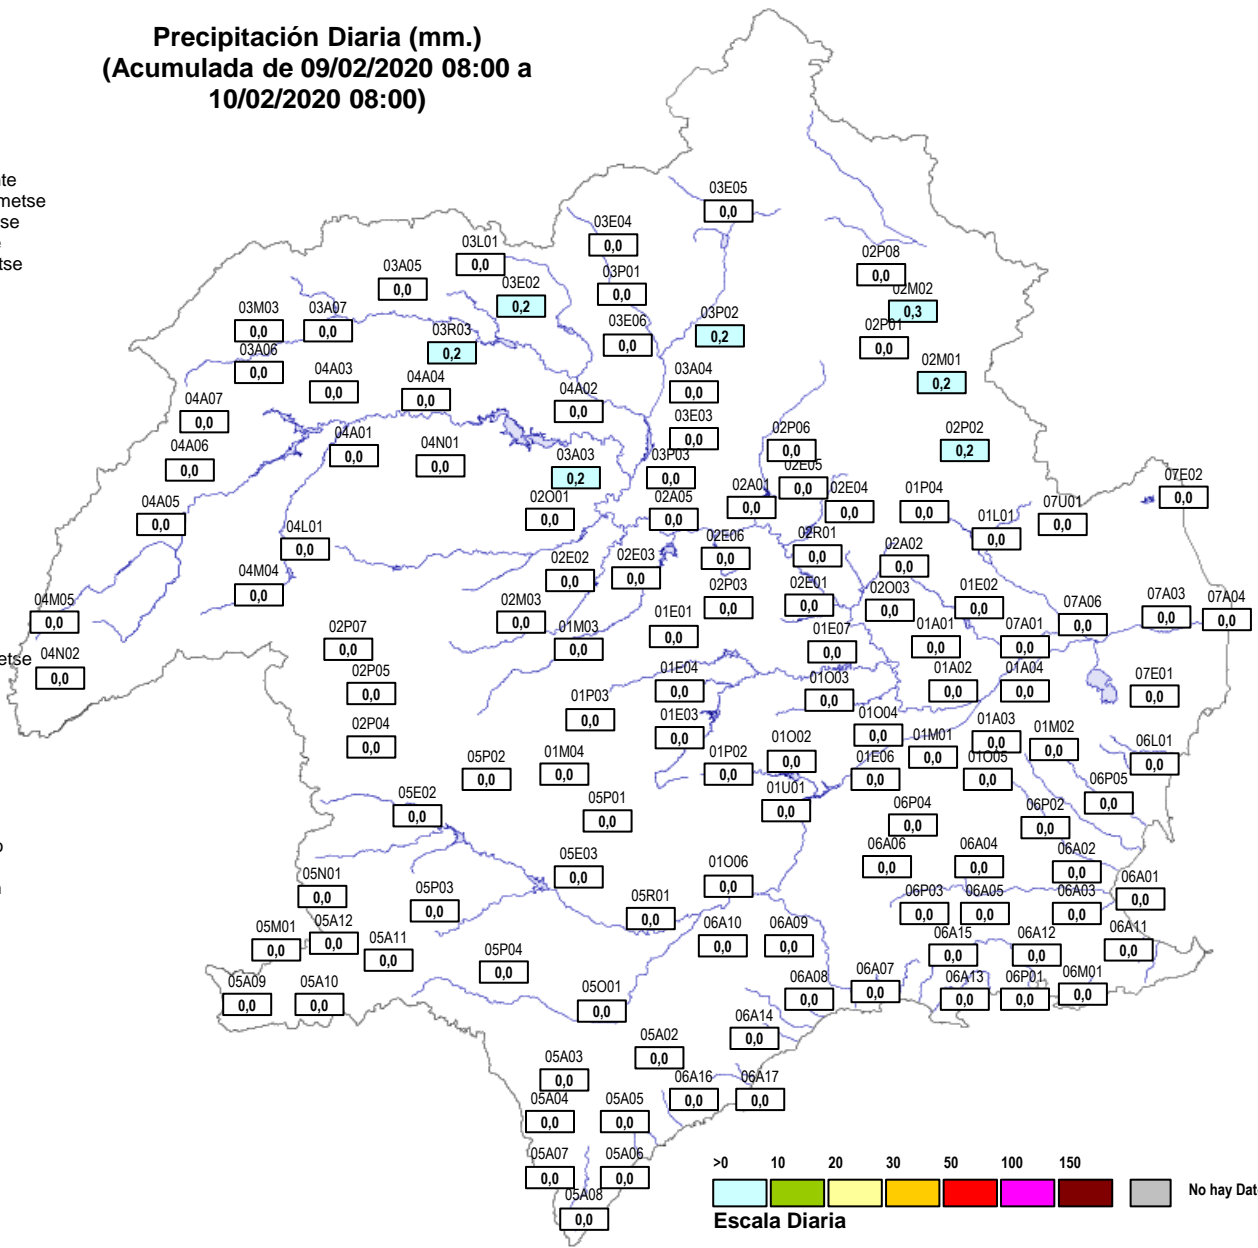 Precipitación Diaria (mm.)
(Acumulada de 09/02/2020 08:00 a
10/02/2020 08:00)
metse
03E05
0,0
03E04
0,0
03L01
0,0
02P08
0,0
03A05
0,0
03P01
0,0
03E02
0,2
02M02
0,3
03M03
0,0
03A07
0,0
03P02
0,2
03E06
0,0
03R03
0,2
02P01
0,0
03A06
0,0
04A03
0,0
04A04
0,0
03A04
0,0
02M01
0,2
04A02
0,0
04A07
0,0
03E03
0,0
04A01
0,0
04N01
0,0
02P06
0,0
02P02
0,2
04A06
0,0
03A03
0,2
03P03
0,0
02E05
0,0
07E02
0,0
04A05
0,0
02O01
0,0
02A05
0,0
02A01
0,0
02E04
0,0
01P04
0,0
07U01
0,0
01L01
0,0
04L01
0,0
02E06
0,0
02R01
0,0
02A02
0,0
02E02
0,0
02E03
0,0
04M04
0,0
02P03
0,0
02E01
0,0
02O03
0,0
01E02
0,0
07A03
0,0
07A04
0,0
04M05
0,0
02M03
0,0
01E01
0,0
07A06
0,0
02P07
0,0
01M03
0,0
01E07
0,0
01A01
0,0
07A01
0,0
etse
04N02
0,0
02P05
0,0
01E04
0,0
01O03
0,0
01A02
0,0
01A04
0,0
07E01
0,0
01P03
0,0
02P04
0,0
01E03
0,0
01O04
0,0
01A03
0,0
01M02
0,0
05P02
0,0
01M04
0,0
01P02
0,0
01O02
0,0
01M01
0,0
01E06
0,0
01O05
0,0
06L01
0,0
05E02
0,0
05P01
0,0
01U01
0,0
06P04
0,0
06P02
0,0
06P05
0,0
05E03
0,0
01O06
0,0
06A06
0,0
06A04
0,0
06A02
0,0
05N01
0,0
05P03
0,0
05R01
0,0
06P03
0,0
06A05
0,0
06A03
0,0
06A01
0,0
05M01
0,0
05A12
0,0
05A11
0,0
06A10
0,0
06A09
0,0
06A15
0,0
06A12
0,0
06A11
0,0
05P04
0,0
05A09
0,0
05A10
0,0
05O01
0,0
06A08
0,0
06A07
0,0
06A13
0,0
06P01
0,0
06M01
0,0
06A14
0,0
05A02
0,0
05A03
0,0
06A16
0,0
06A17
0,0
05A04
0,0
05A05
0,0
05A07
0,0
05A06
0,0
05A08
0,0
>0 10 20 30 50 100 150
No hay Dat
Escala Diaria